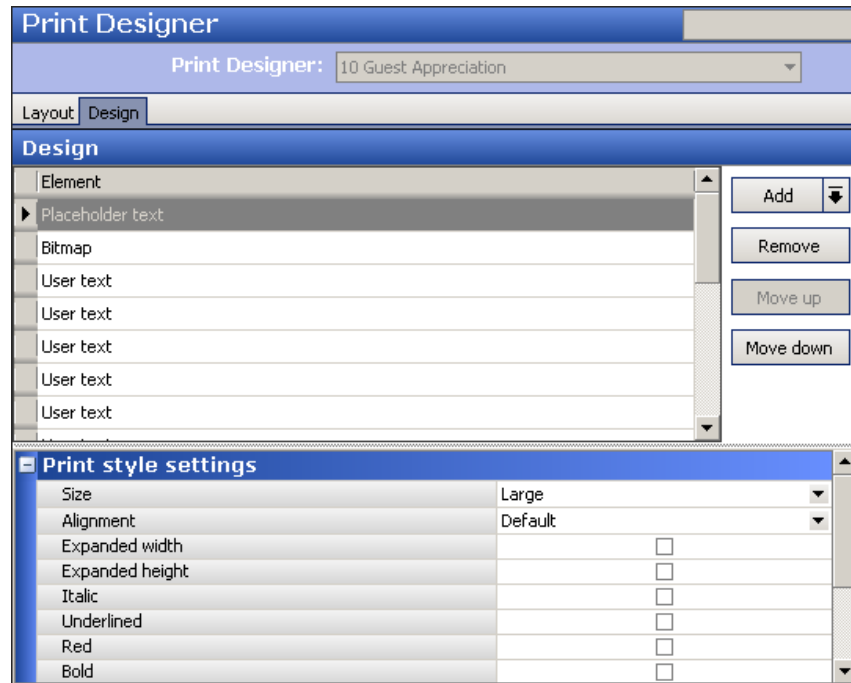 Print Designer
Print Designer: 10 Guest Appreciation
Layout Design
Design
Element
Placeholder text
Bitmap
User text
User text
User text
User text
User text
Add
Remove
Move up
Move down
Print style settings
Size Large
Alignment Default
Expanded width
Expanded height
Italic
Underlined
Red
Bold